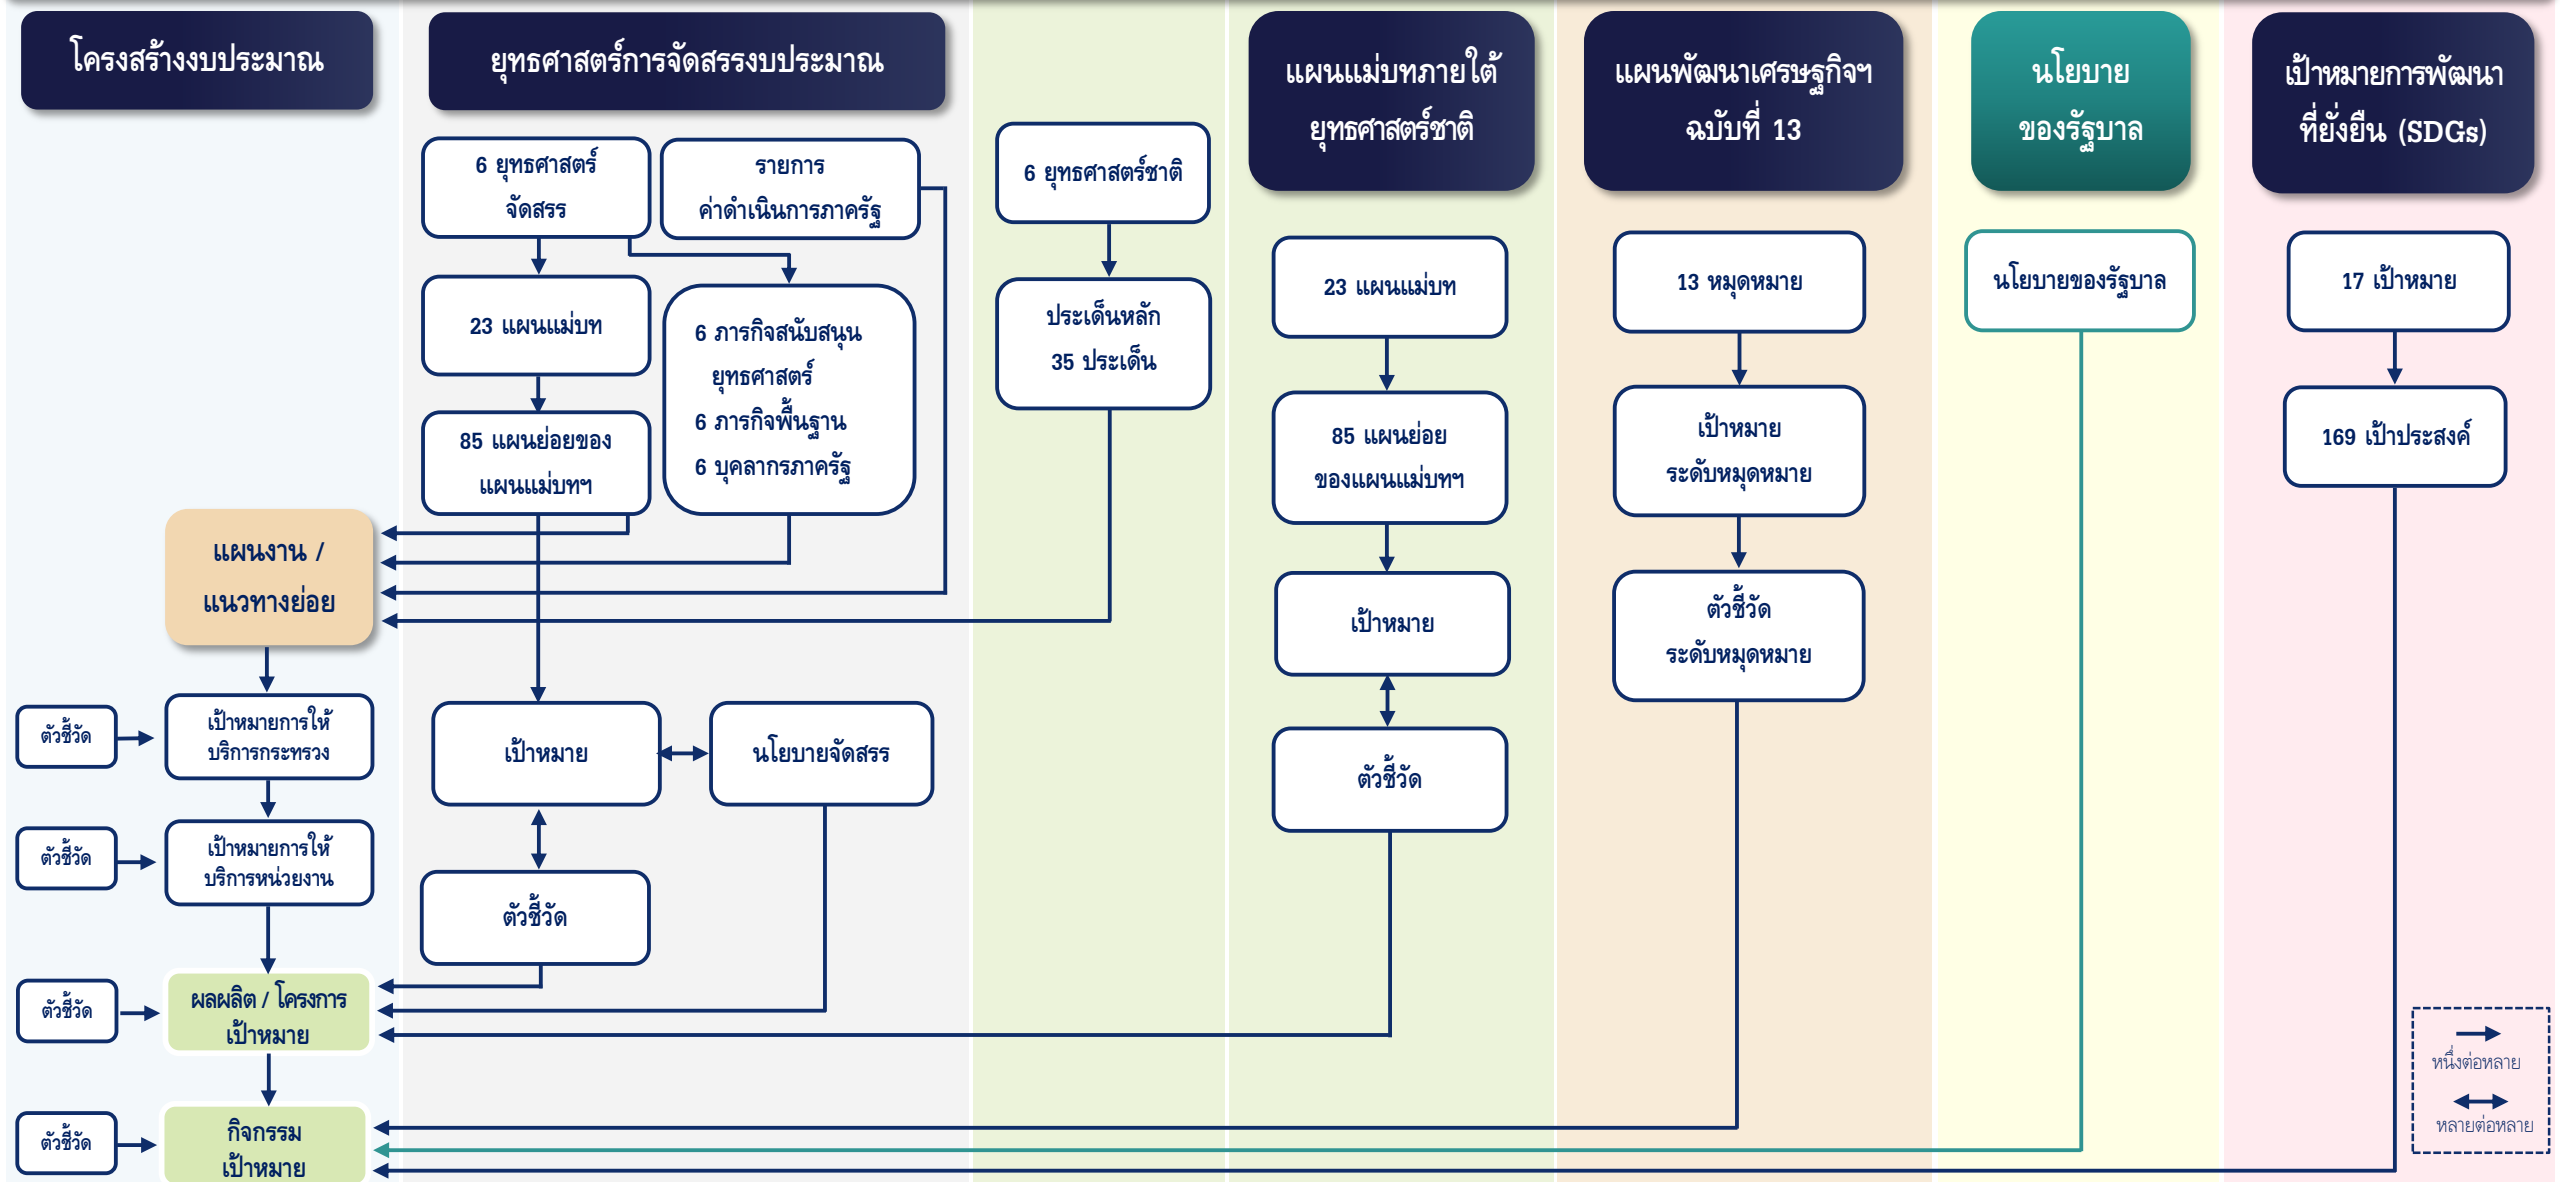 โครงสร้างงบประมาณ
ยุทธศาสตร์การจัดสรรงบประมาณ
แผนแม่บทภายใต้
ยุทธศาสตร์ชาติ
แผนพัฒนาเศรษฐกิจฯ
ฉบับที่ 13
นโยบาย
ของรัฐบาล
เป้าหมายการพัฒนา
ที่ยั่งยืน (SDGs)
6 ยุทธศาสตร์
จัดสรร
รายการ
ค่าดำเนินการภาครัฐ
23 แผนแม่บท
6 ภารกิจสนับสนุน
ยุทธศาสตร์
6 ภารกิจพื้นฐาน
6 บุคลากรภาครัฐ
85 แผนย่อยของ
แผนแม่บทฯ
6 ยุทธศาสตร์ชาติ
ประเด็นหลัก
35 ประเด็น
23 แผนแม่บท
85 แผนย่อย
ของแผนแม่บทฯ
เป้าหมาย
ตัวชี้วัด
13 หมุดหมาย
เป้าหมาย
ระดับหมุดหมาย
ตัวชี้วัด
ระดับหมุดหมาย
นโยบายของรัฐบาล
17 เป้าหมาย
169 เป้าประสงค์
แผนงาน /
แนวทางย่อย
ตัวชี้วัด
เป้าหมายการให้
บริการกระทรวง
เป้าหมาย
นโยบายจัดสรร
ตัวชี้วัด
เป้าหมายการให้
บริการหน่วยงาน
ตัวชี้วัด
ตัวชี้วัด
ผลผลิต / โครงการ
เป้าหมาย
ตัวชี้วัด
กิจกรรม
เป้าหมาย
หนึ่งต่อหลาย
หลายต่อหลาย